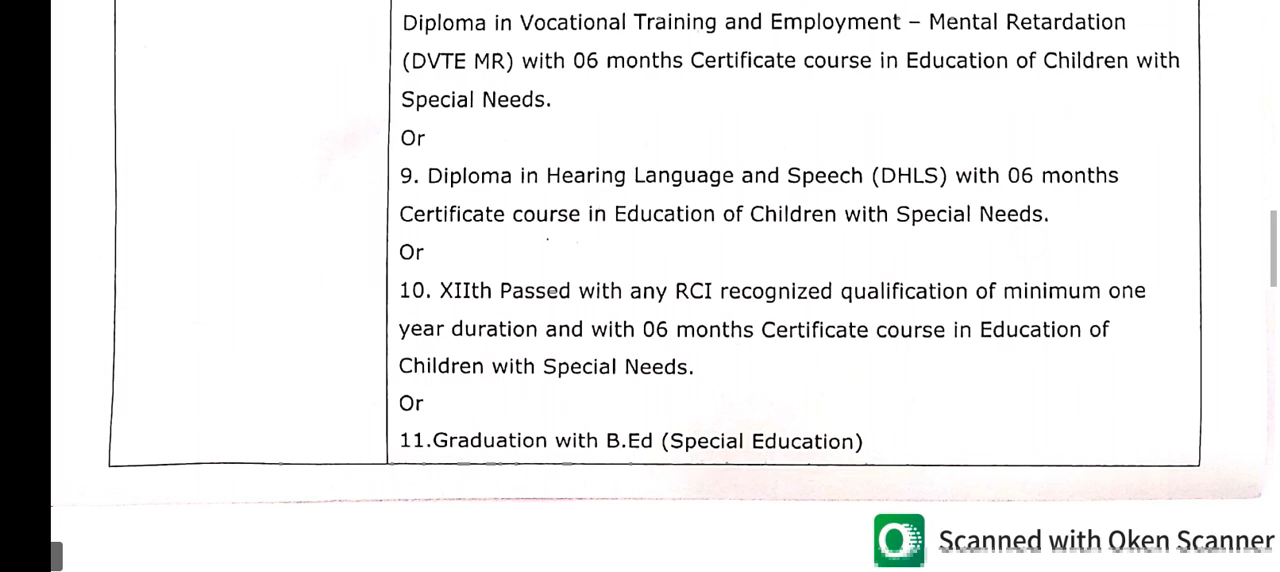 Diploma in Vocational Training and Employment – Mental Retardation
(DVTE MR) with 06 months Certificate course in Education of Children with
Special Needs.
Or
9. Diploma in Hearing Language and Speech (DHLS) with 06 months
Certificate course in Education of Children with Special Needs.
Or
10. XIIth Passed with any RCI recognized qualification of minimum one
year duration and with 06 months Certificate course in Education of
Children with Special Needs.
Or
11.Graduation with B.Ed (Special Education)
Scanned with Oken Scanner